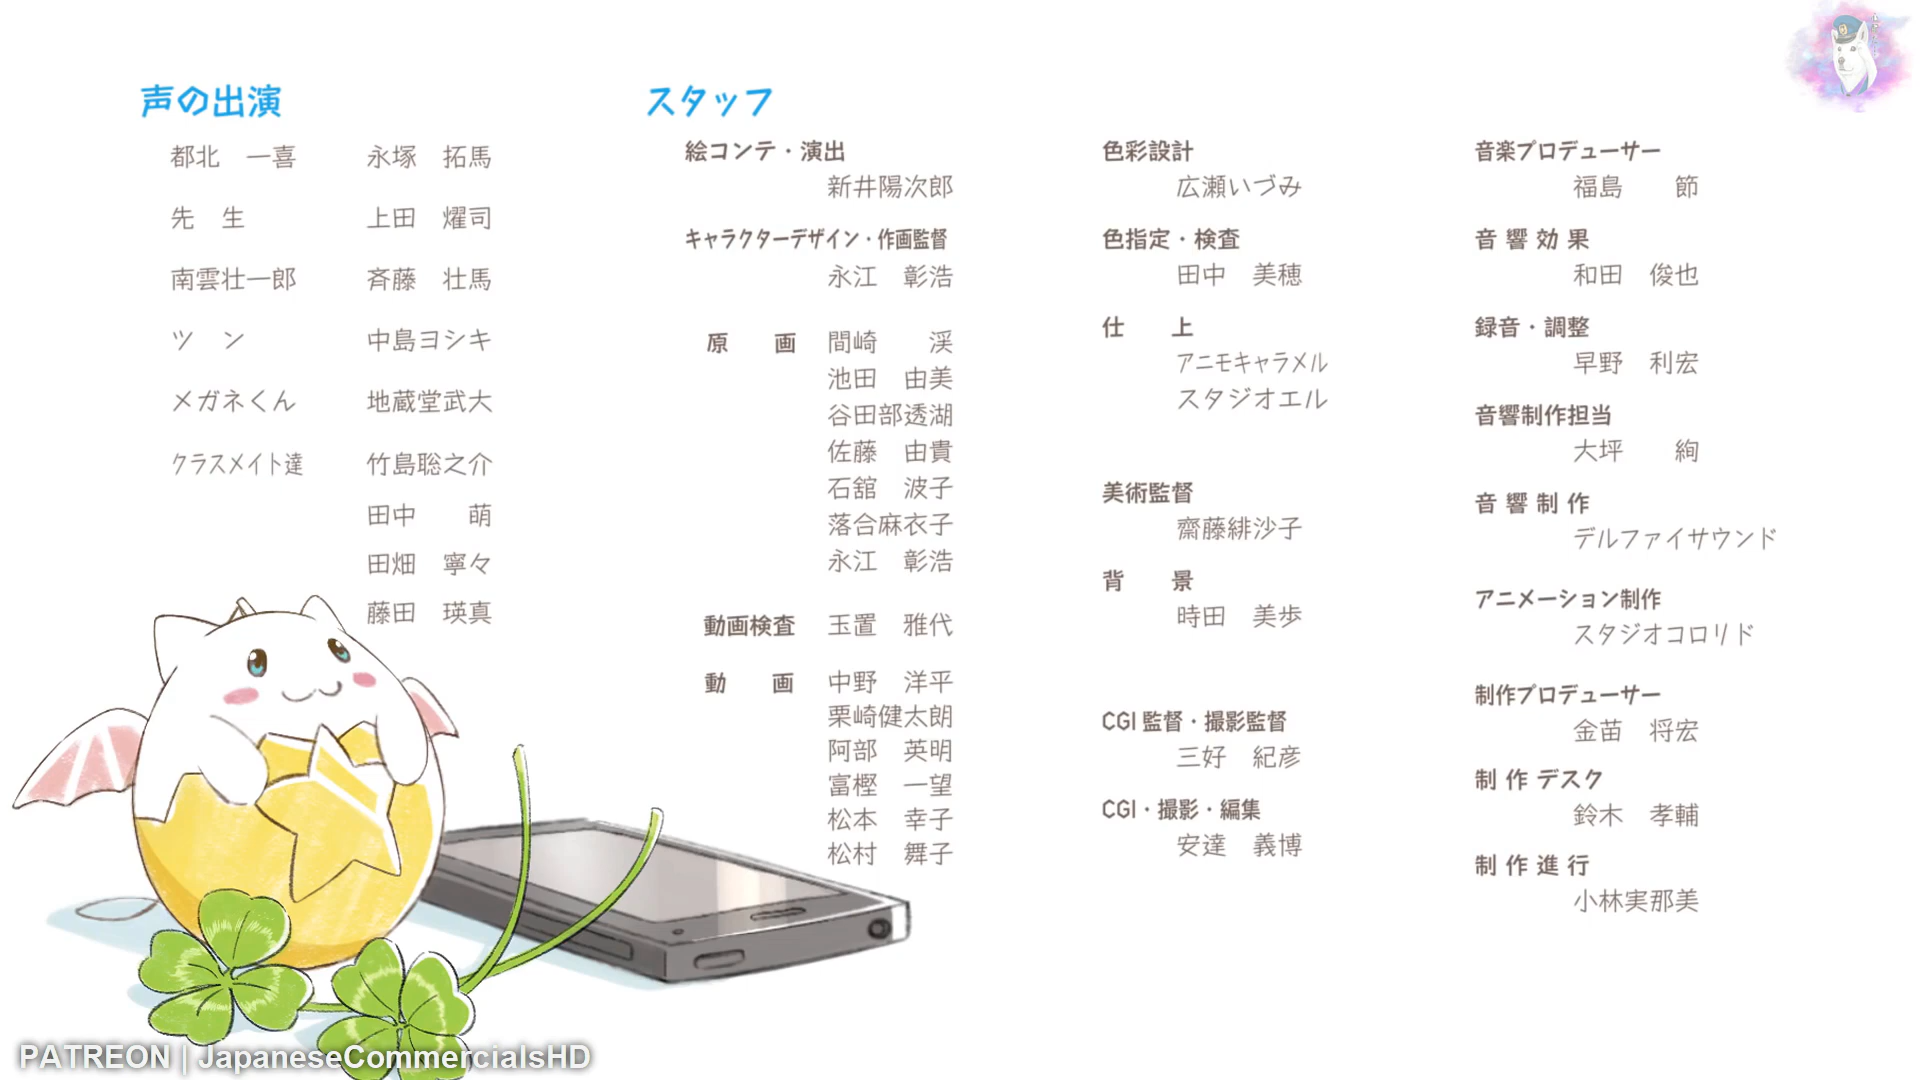 声の出演
都北 一喜 永塚 拓馬
先 生 上田 燿司
南雲壮一郎 斉藤 壮馬
ツ ン 中島ヨシキ
メガネくん 地蔵堂武大
クラスメイト達 竹島聡之介
田中 萌
田畑 寧々
藤田 瑛真
スタッフ
絵コンテ・演出
新井陽次郎
キャラクターデザイン・作画監督
永江 彰浩
原 画 間崎 渓
池田 由美
谷田部透湖
佐藤 由貴
石舘 波子
落合麻衣子
永江 彰浩
動画検査 玉置 雅代
動 画 中野 洋平
栗崎健太朗
阿部 英明
富樫 一望
松本 幸子
松村 舞子
色彩設計
広瀬いづみ
色指定・検査
田中 美穂
仕 上
アニモキャラメル
スタジオエル
美術監督
齋藤緋沙子
背 景
時田 美歩
CGI 監督・撮影監督
三好 紀彦
CGI・撮影・編集
安達 義博
音楽プロデューサー
福島 節
音 響 効 果
和田 俊也
録音・調整
早野 利宏
音響制作担当
大坪 絢
音 響 制 作
デルファイサウンド
アニメーション制作
スタジオコロリド
制作プロデューサー
金苗 将宏
制 作 デスク
鈴木 孝輔
制 作 進 行
小林実那美
PATREON | JapaneseCommercialsHD